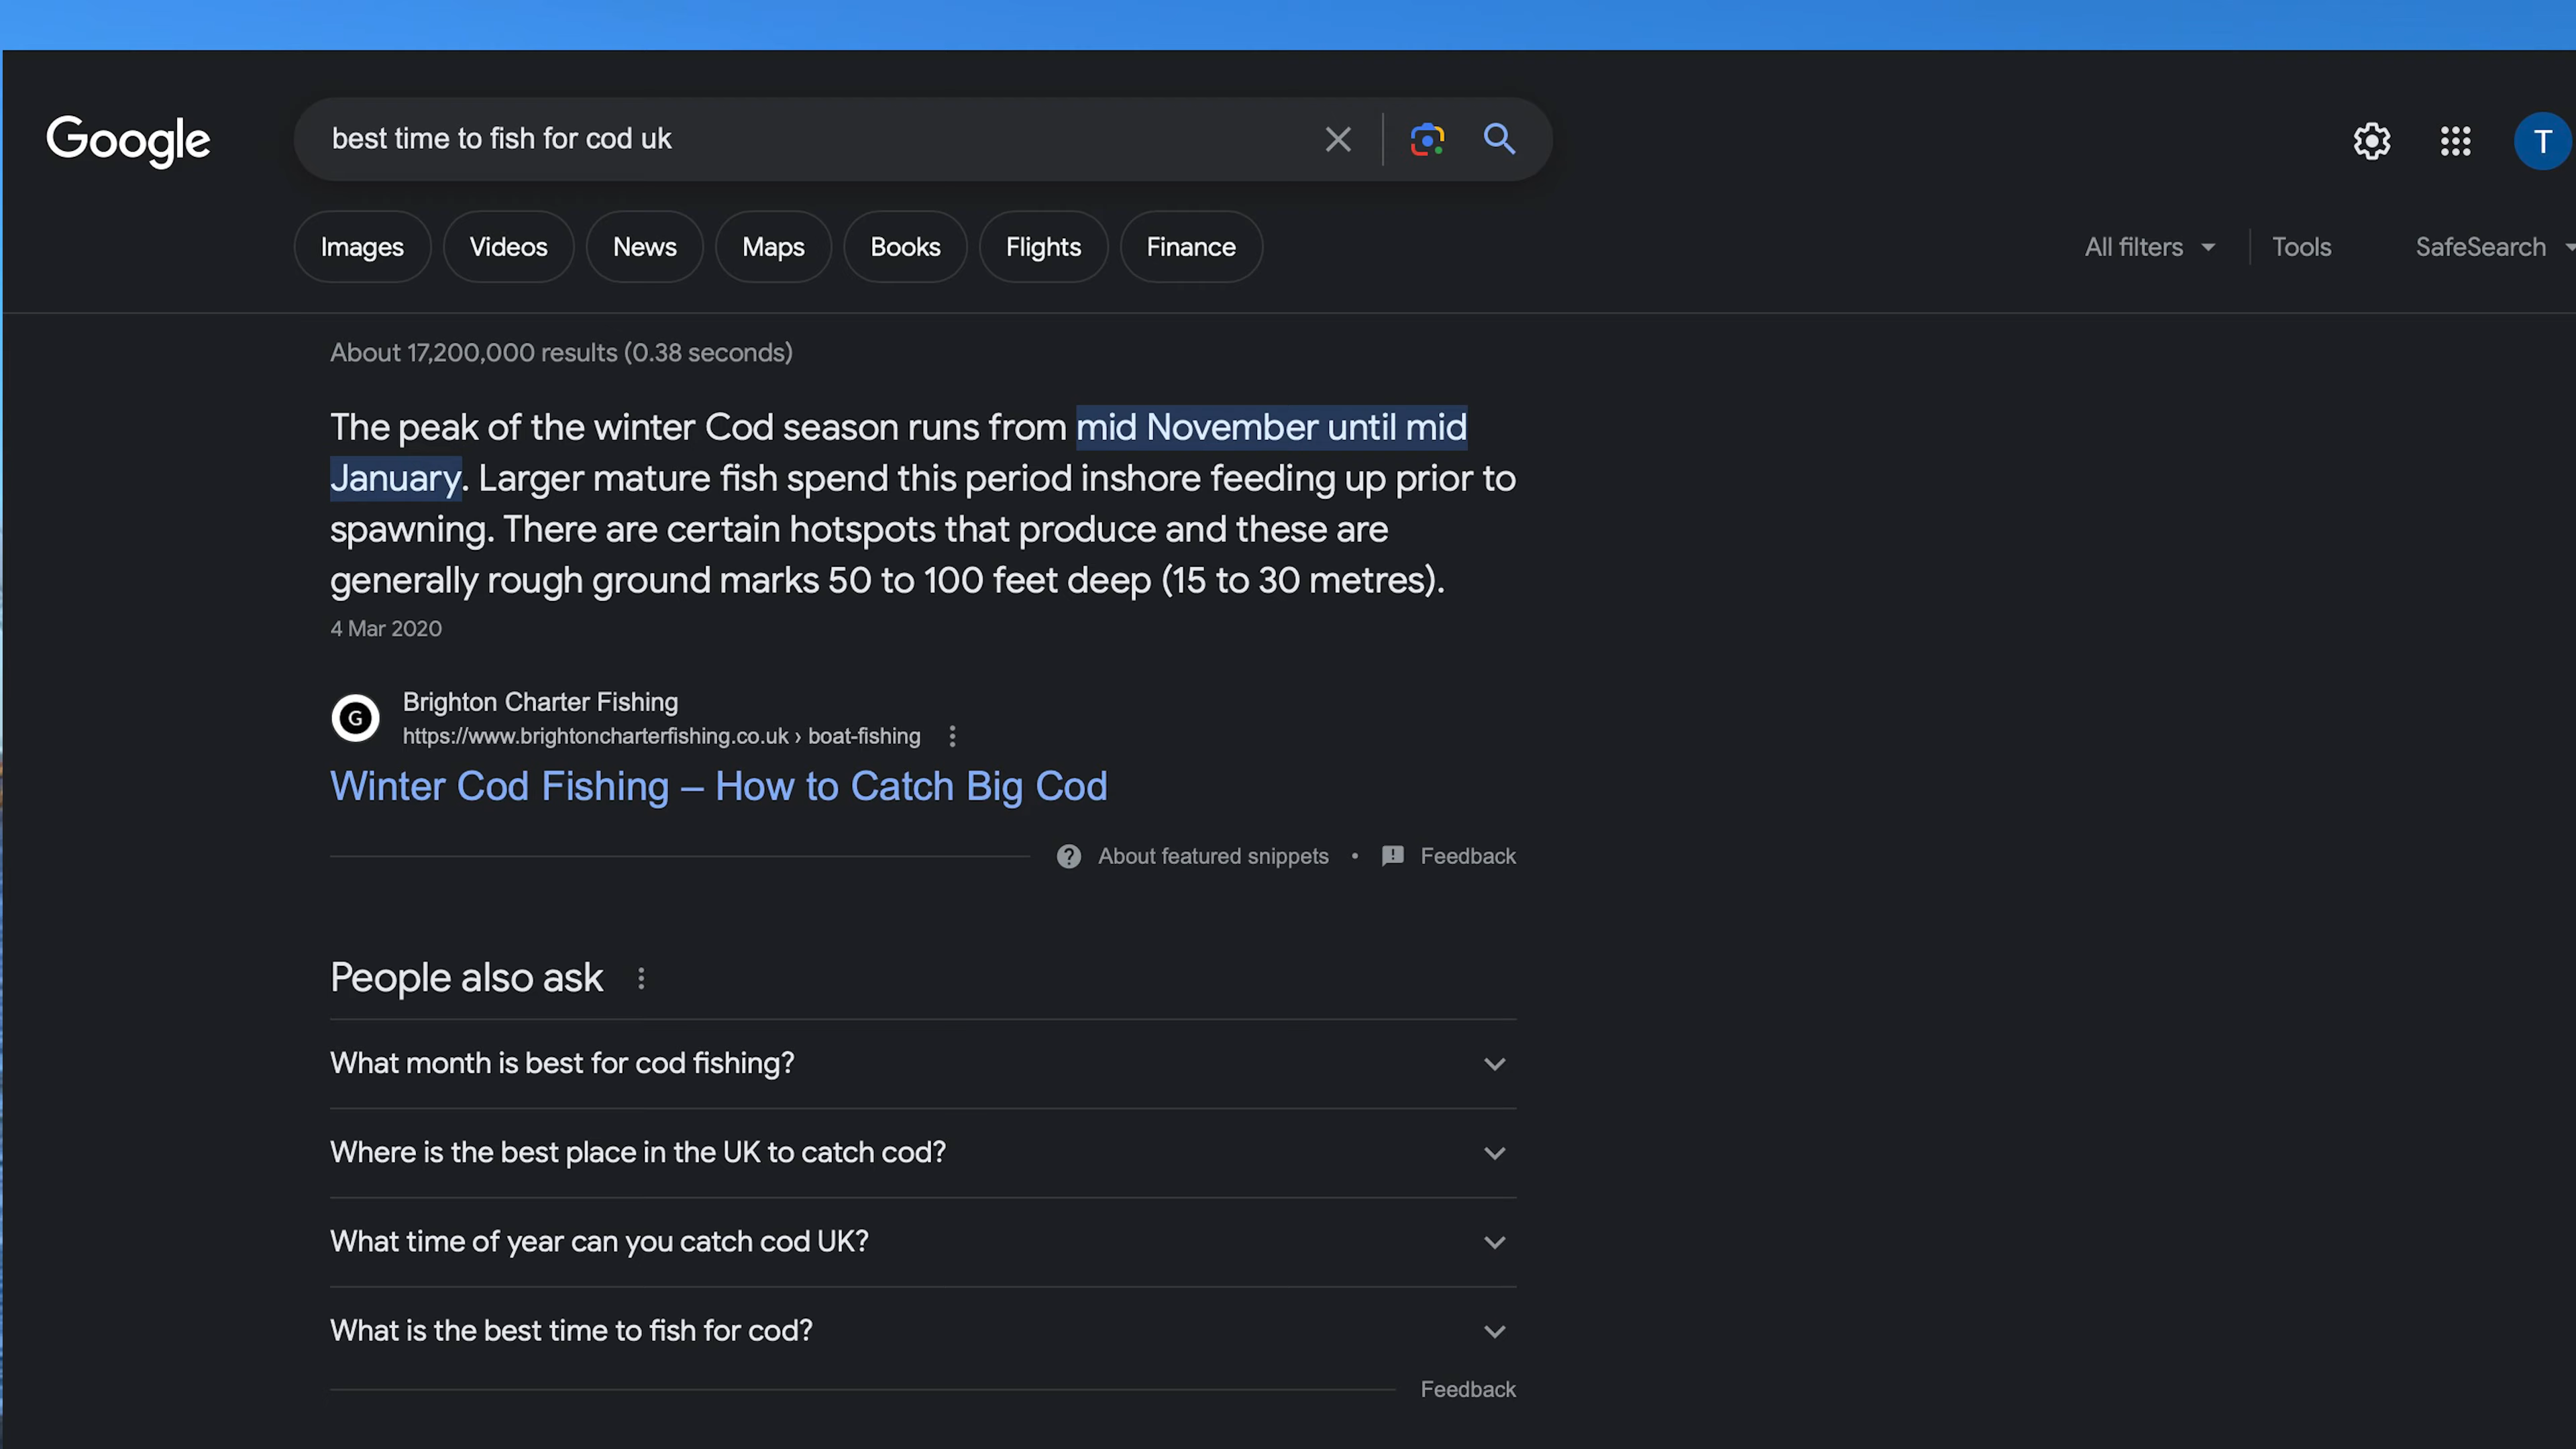 Google
best time to fish for cod uk
T
Images
Videos
News
Maps
Books
Flights
Finance
All filters
Tools
SafeSearch
About 17,200,000 results (0.38 seconds)
The peak of the winter Cod season runs from mid November until mid
January. Larger mature fish spend this period inshore feeding up prior to
spawning. There are certain hotspots that produce and these are
generally rough ground marks 50 to 100 feet deep (15 to 30 metres).
4 Mar 2020
G
Brighton Charter Fishing
https://www.brightoncharterfishing.co.uk › boat-fishing
Winter Cod Fishing – How to Catch Big Cod
About featured snippets • Feedback
People also ask
What month is best for cod fishing?
Where is the best place in the UK to catch cod?
What time of year can you catch cod UK?
What is the best time to fish for cod?
Feedback